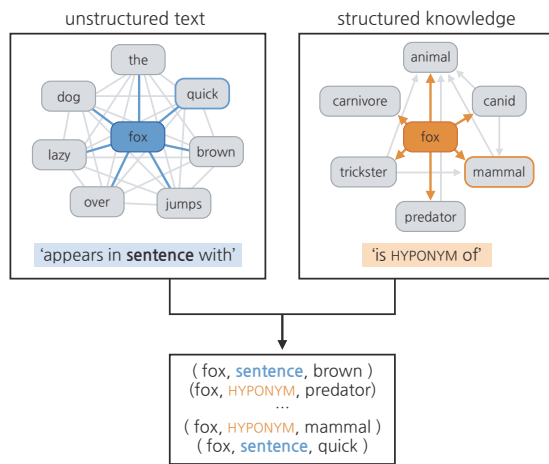 unstructured text
the
dog
quick
fox
lazy
brown
over
jumps
'appears in sentence with'
structured knowledge
animal
carnivore
canid
fox
trickster
mammal
predator
'is HYPONYM of'
( fox, sentence, brown )
(fox, HYPONYM, predator)
...
( fox, HYPONYM, mammal )
( fox, sentence, quick )